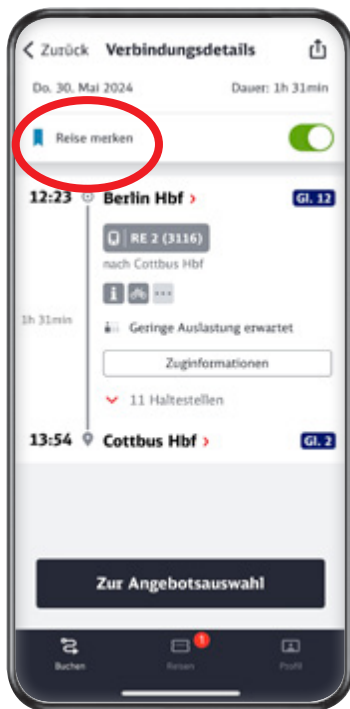 Zurück Verbindungsdetails
Do. 30. Mai 2024 Dauer: 1h 31min
Reise merken
12:23 Berlin Hbf Gl. 12
RE 2 (3116)
nach Cottbus Hbf
1h 31min
Geringe Auslastung erwartet
Zuginformationen
11 Haltestellen
13:54 Cottbus Hbf Gl. 2
Zur Angebotsauswahl
1
Buchen Reisen Profil